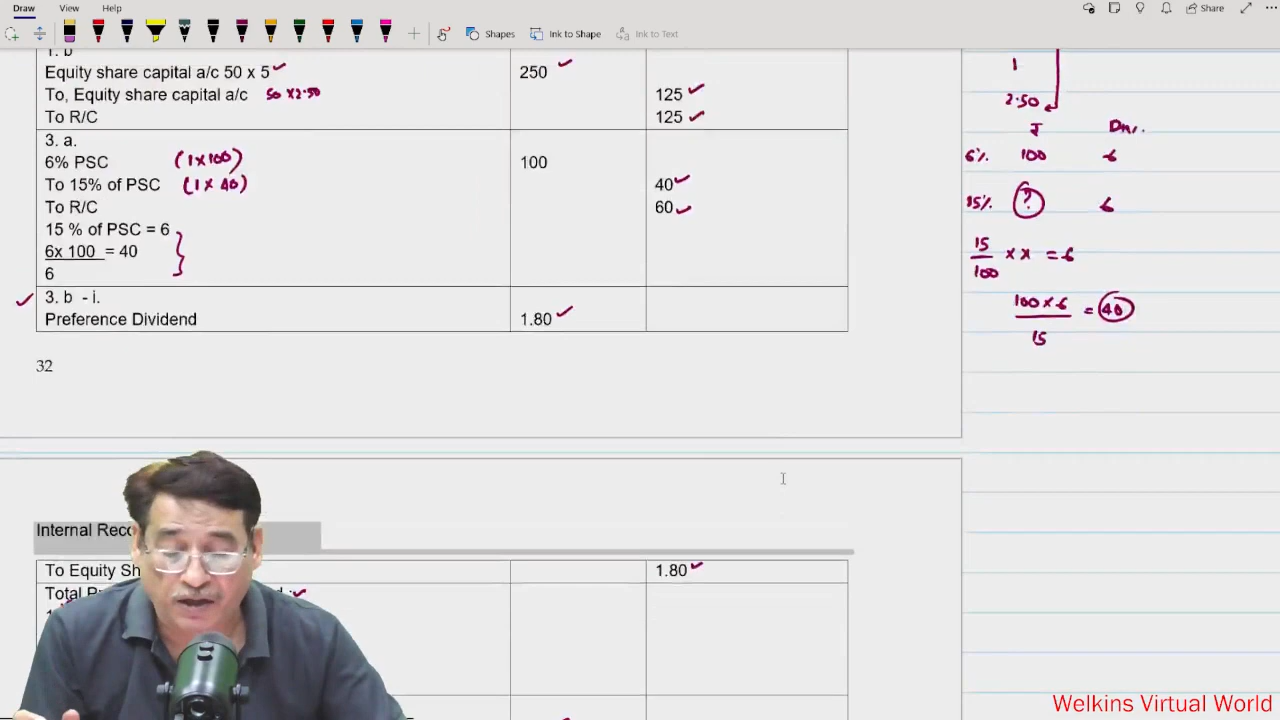 Draw View Help
Share
Shapes Ink to Shape Ink to Text
1. b
Equity share capital a/c 50 x 5 250
To, Equity share capital a/c 50 x 2.50 125
To R/C 125
3. a.
6% PSC (1 x 100) 100
To 15% of PSC (1 x 40) 40
To R/C 60
15 % of PSC = 6
6x 100 = 40
6
3. b - i.
Preference Dividend 1.80
32
1
2.50
₹ Dn/.
6% 100 6
15% ? 6
15
100 x x = 6
100 x 6
15 = 40
Internal Reco
To Equity Sh 1.80
Total P
Welkins Virtual World